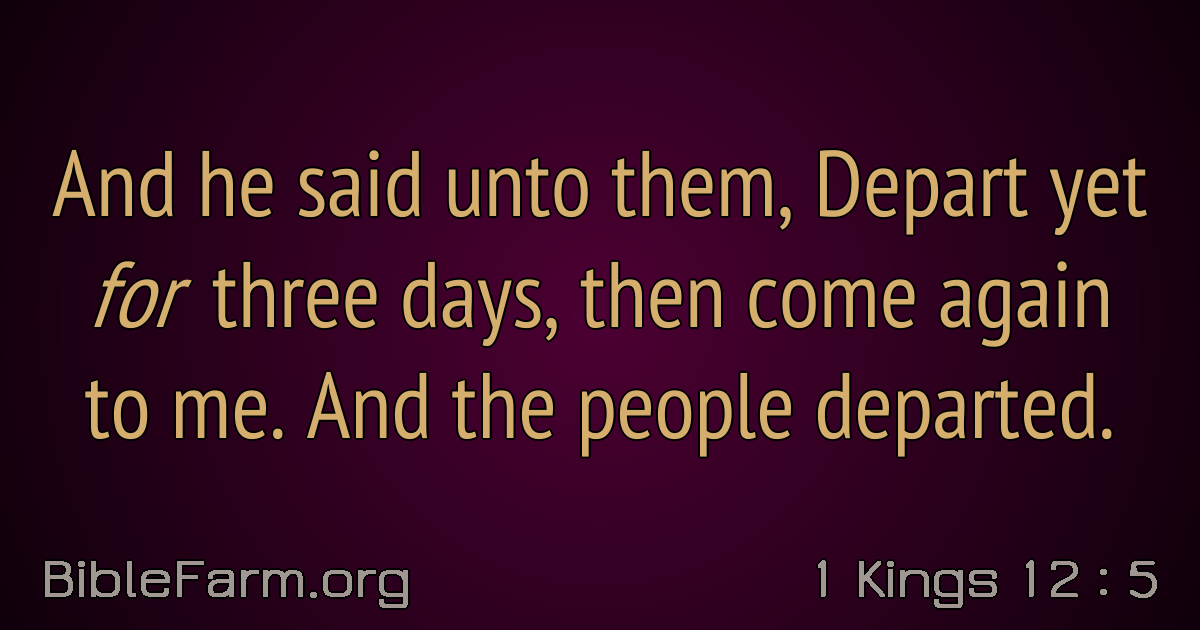 And he said unto them, Depart yet
for three days, then come again
to me. And the people departed.
BibleFarm.org
1 Kings 12 : 5